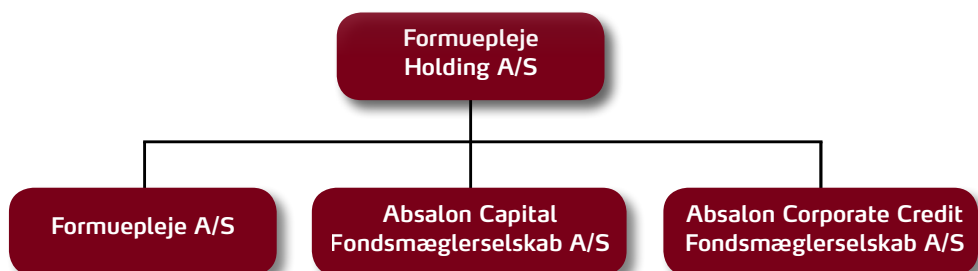 Formuepleje
Holding A/S
Formuepleje A/S
Absalon Capital
Fondsmæglerselskab A/S
Absalon Corporate Credit
Fondsmæglerselskab A/S